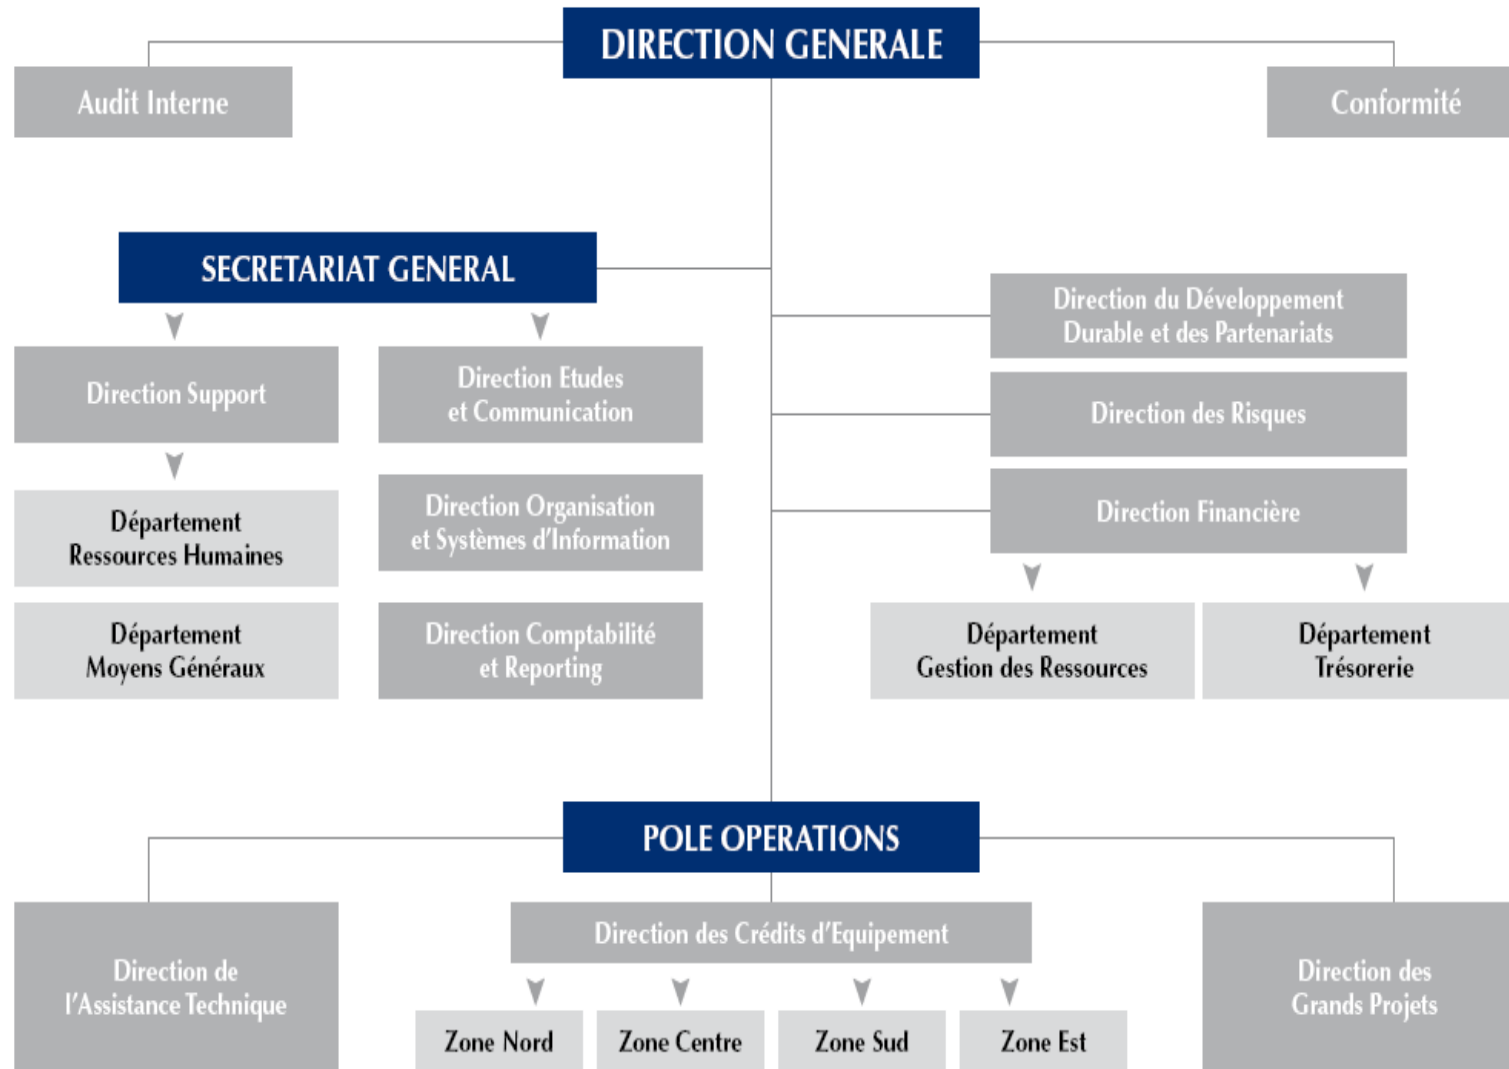 DIRECTION GENERALE
Audit Interne
Conformité
SECRETARIAT GENERAL
Direction du Développement
Durable et des Partenariats
Direction Support
Direction Etudes
et Communication
Direction des Risques
Département
Ressources Humaines
Direction Organisation
et Systèmes d'Information
Direction Financière
Département
Moyens Généraux
Direction Comptabilité
et Reporting
Département
Gestion des Ressources
Département
Trésorerie
POLE OPERATIONS
Direction de
l'Assistance Technique
Direction des Crédits d'Equipement
Direction des
Grands Projets
Zone Nord
Zone Centre
Zone Sud
Zone Est